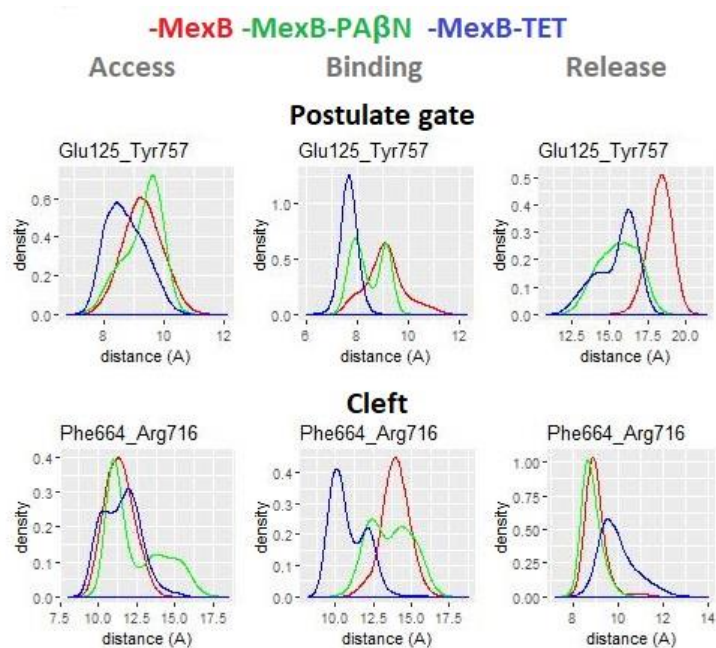 -MexB -MexB-PAβN -MexB-TET
Access Binding Release
Postulate gate
Glu125_Tyr757 Glu125_Tyr757 Glu125_Tyr757
density density density
0.6 0.4 0.2 0.0
1.0 0.5 0.0
0.5 0.4 0.3 0.2 0.1 0.0
8 10 12
6 8 10 12
12.5 15.0 17.5 20.0
distance (A) distance (A) distance (A)
Cleft
Phe664_Arg716 Phe664_Arg716 Phe664_Arg716
density density density
0.4 0.3 0.2 0.1 0.0
0.4 0.3 0.2 0.1 0.0
1.00 0.75 0.50 0.25 0.00
7.5 10.0 12.5 15.0 17.5
10.0 12.5 15.0 17.5
8 10 12 14
distance (A) distance (A) distance (A)